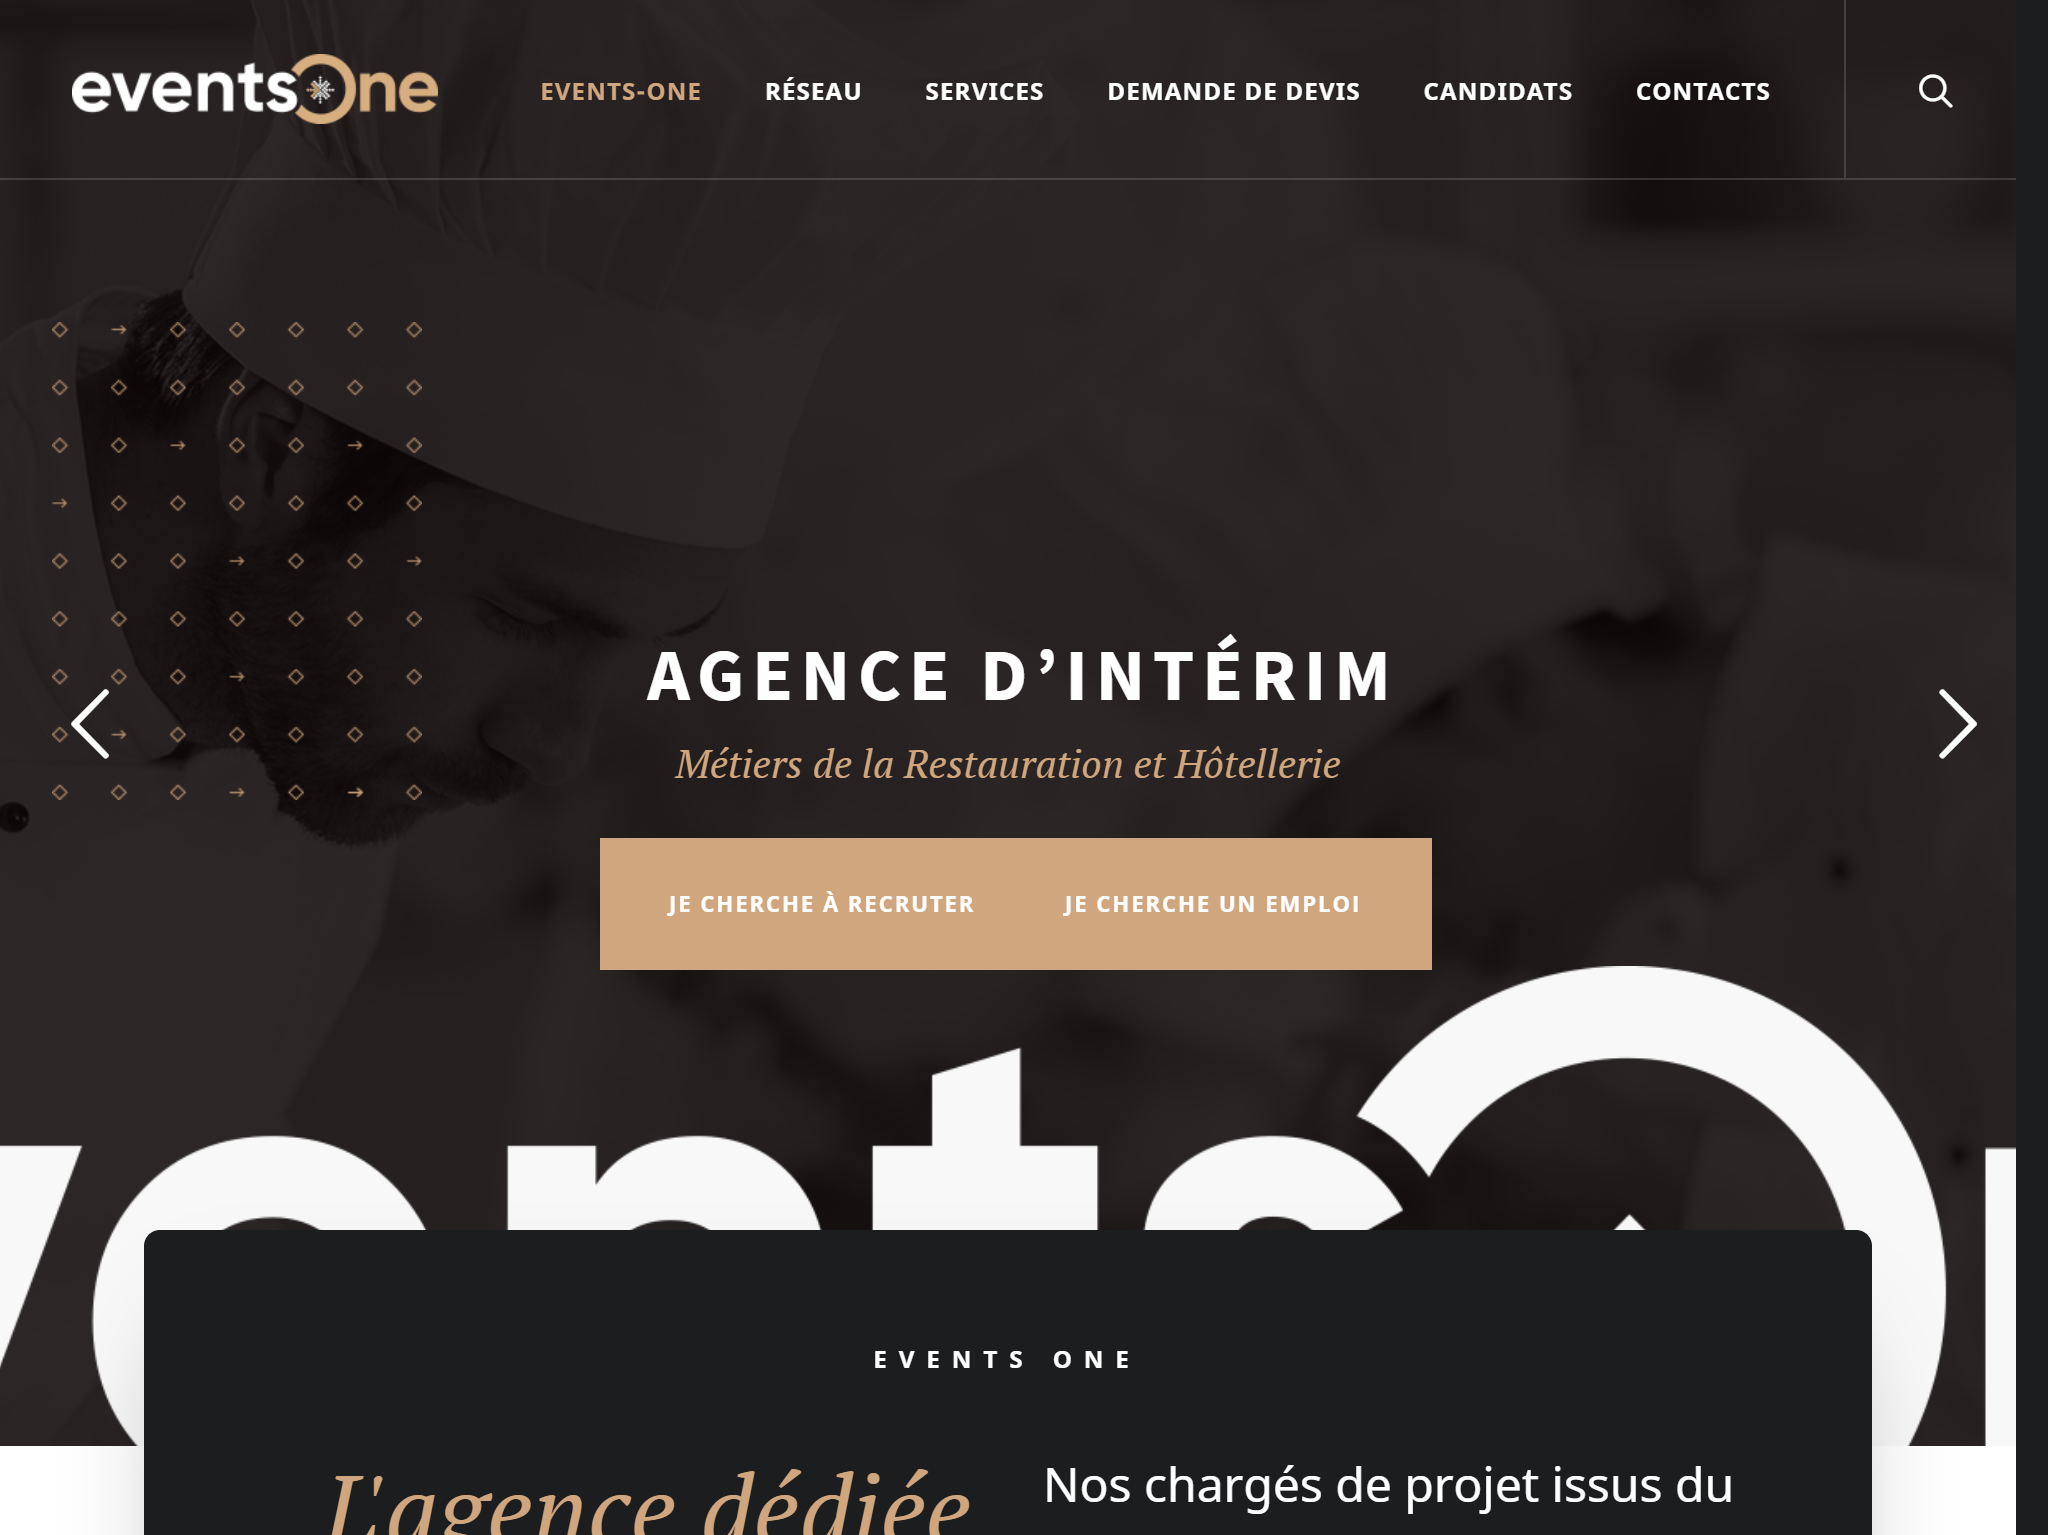 eventsOne
EVENTS-ONE RÉSEAU SERVICES DEMANDE DE DEVIS CANDIDATS CONTACTS
AGENCE D’INTÉRIM
Métiers de la Restauration et Hôtellerie
JE CHERCHE À RECRUTER JE CHERCHE UN EMPLOI
EVENTS ONE
L'agence dédiée
Nos chargés de projet issus du